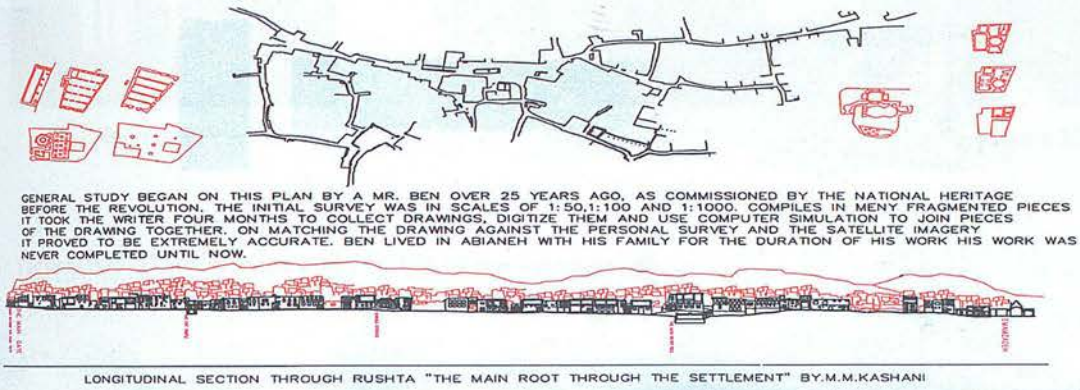 GENERAL STUDY BEGAN ON THIS PLAN BY A MR. BEN OVER 25 YEARS AGO, AS COMMISSIONED BY THE NATIONAL HERITAGE
BEFORE THE REVOLUTION. THE INITIAL SURVEY WAS IN SCALES OF 1:50,1:100 AND 1:1000. COMPILES IN MENY FRAGMENTED PIECES
IT TOOK THE WRITER FOUR MONTHS TO COLLECT DRAWINGS, DIGITIZE THEM AND USE COMPUTER SIMULATION TO JOIN PIECES
OF THE DRAWING TOGETHER. ON MATCHING THE DRAWING AGAINST THE PERSONAL SURVEY AND THE SATELLITE IMAGERY
IT PROVED TO BE EXTREMELY ACCURATE. BEN LIVED IN ABIANEH WITH HIS FAMILY FOR THE DURATION OF HIS WORK HIS WORK WAS
NEVER COMPLETED UNTIL NOW.
LONGITUDINAL SECTION THROUGH RUSHTA "THE MAIN ROOT THROUGH THE SETTLEMENT" BY.M.M.KASHANI